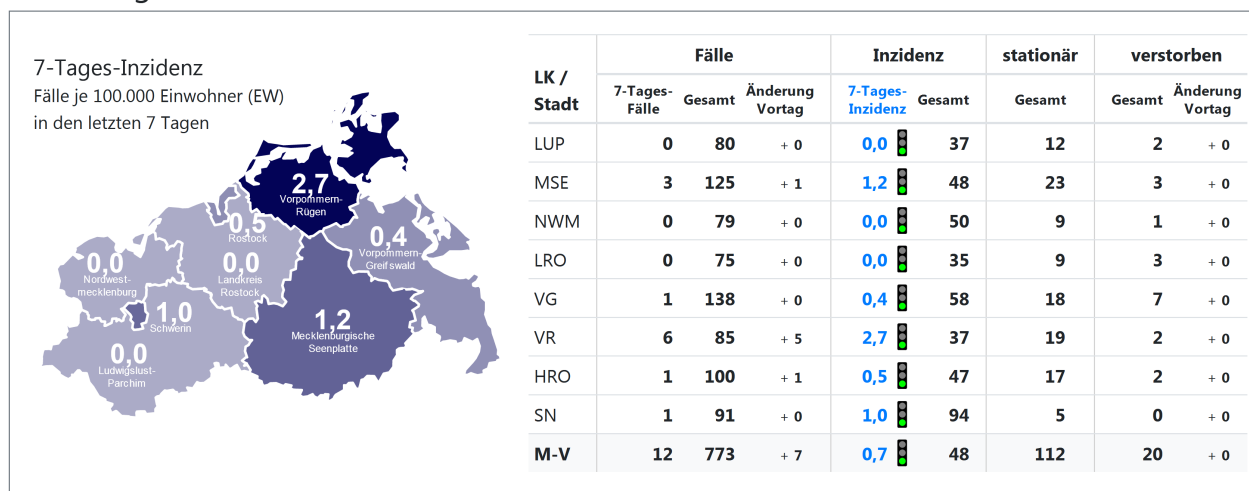 7-Tages-Inzidenz
Fälle je 100.000 Einwohner (EW)
in den letzten 7 Tagen
2,7
Vorpommern-
Rügen
0,5
Rostock
0,4
Vorpommern-
Greifswald
0,0
Nordwest-
mecklenburg
0,0
Landkreis
Rostock
1,0
Schwerin
1,2
Mecklenburgische
Seenplatte
0,0
Ludwigslust-
Parchim
LK / Stadt Fälle Inzidenz stationär verstorben
7-Tages-Fälle Gesamt Änderung Vortag 7-Tages-Inzidenz Gesamt Gesamt Gesamt Änderung Vortag
LUP 0 80 + 0 0,0 37 12 2 + 0
MSE 3 125 + 1 1,2 48 23 3 + 0
NWM 0 79 + 0 0,0 50 9 1 + 0
LRO 0 75 + 0 0,0 35 9 3 + 0
VG 1 138 + 0 0,4 58 18 7 + 0
VR 6 85 + 5 2,7 37 19 2 + 0
HRO 1 100 + 1 0,5 47 17 2 + 0
SN 1 91 + 0 1,0 94 5 0 + 0
M-V 12 773 + 7 0,7 48 112 20 + 0